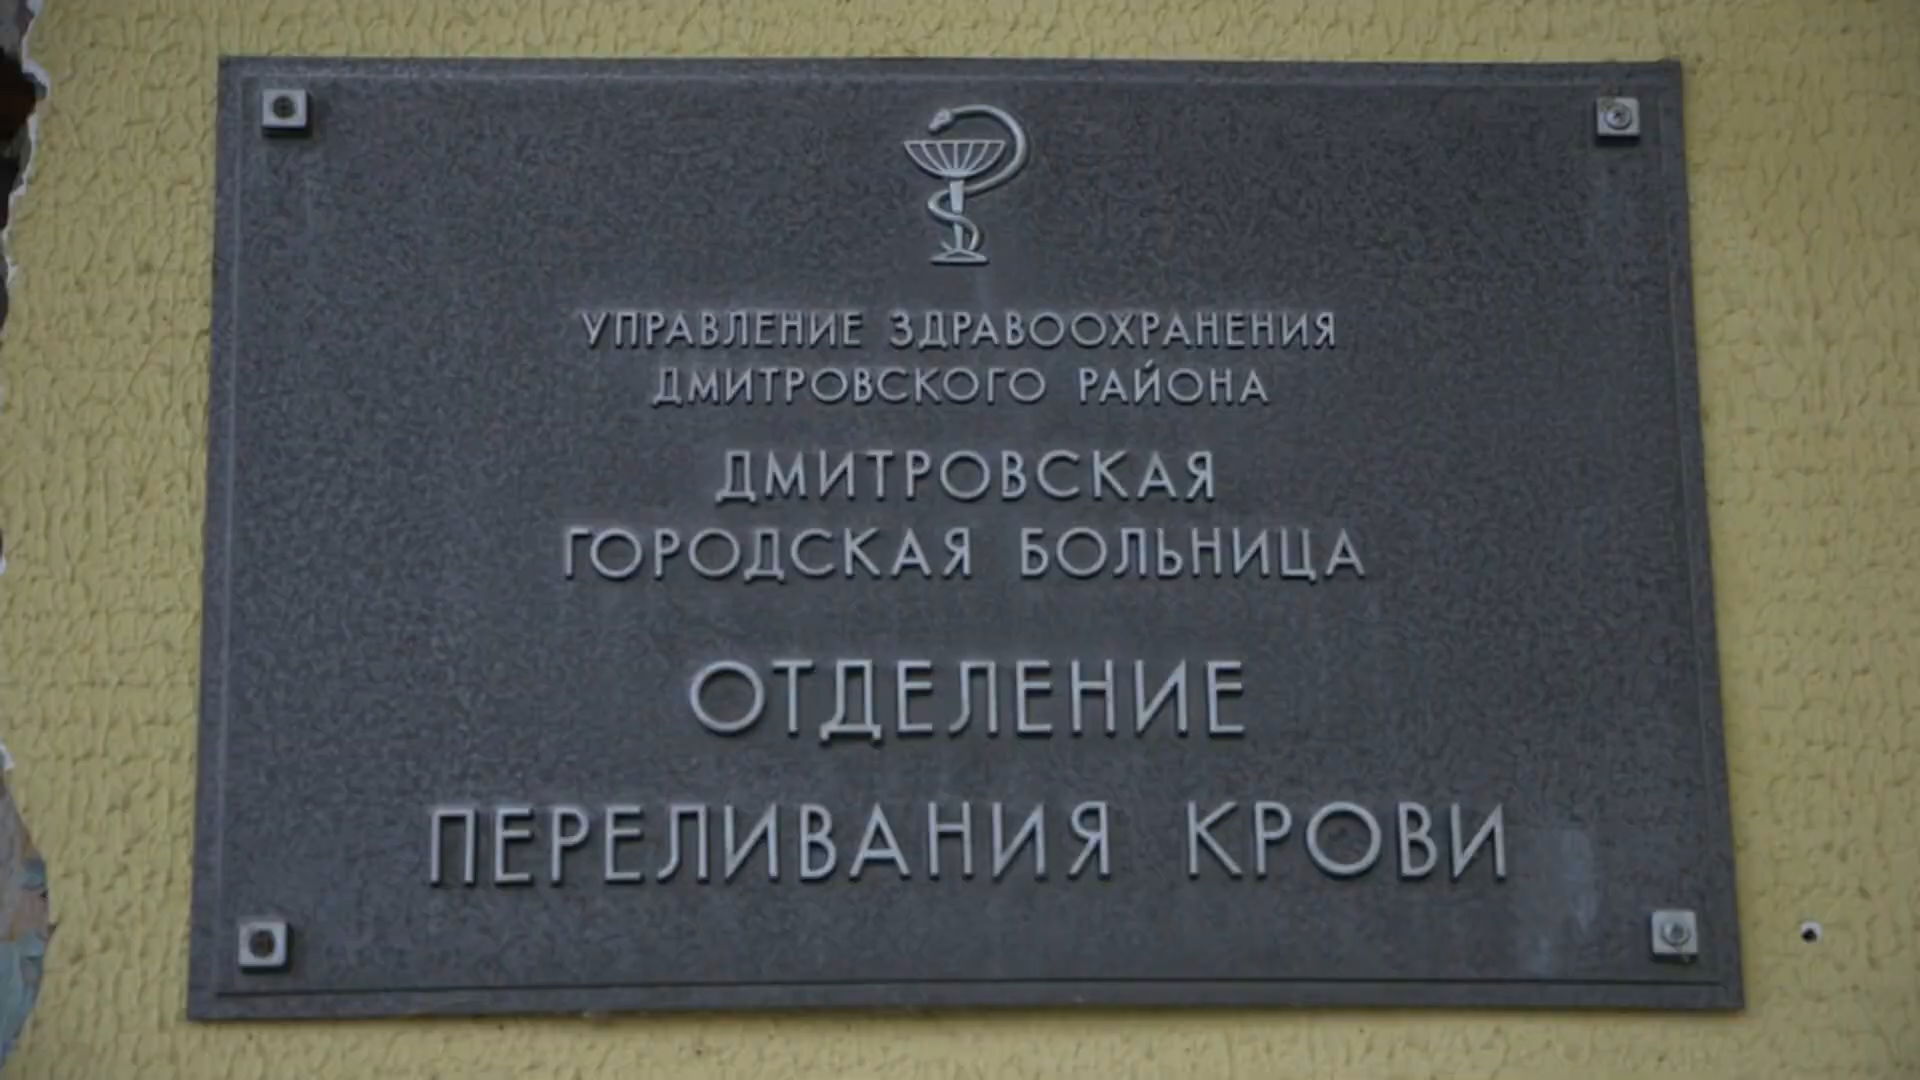 УПРАВЛЕНИЕ ЗДРАВООХРАНЕНИЯ
ДМИТРОВСКОГО РАЙОНА
ДМИТРОВСКАЯ
ГОРОДСКАЯ БОЛЬНИЦА
ОТДЕЛЕНИЕ
ПЕРЕЛИВАНИЯ КРОВИ